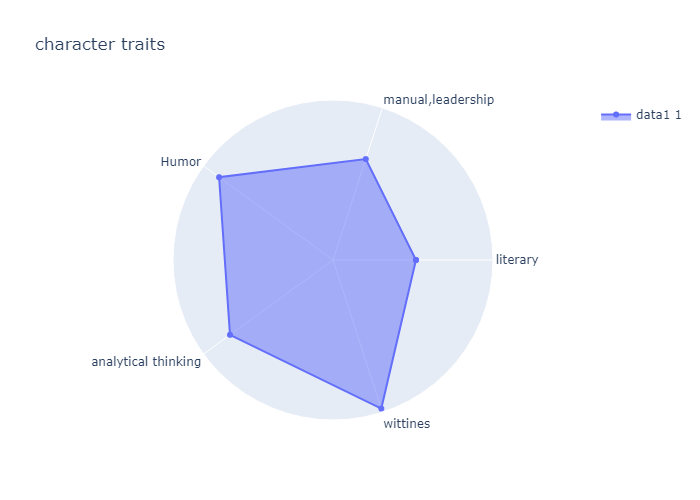 character traits
manual,leadership
data1 1
Humor
literary
analytical thinking
wittines